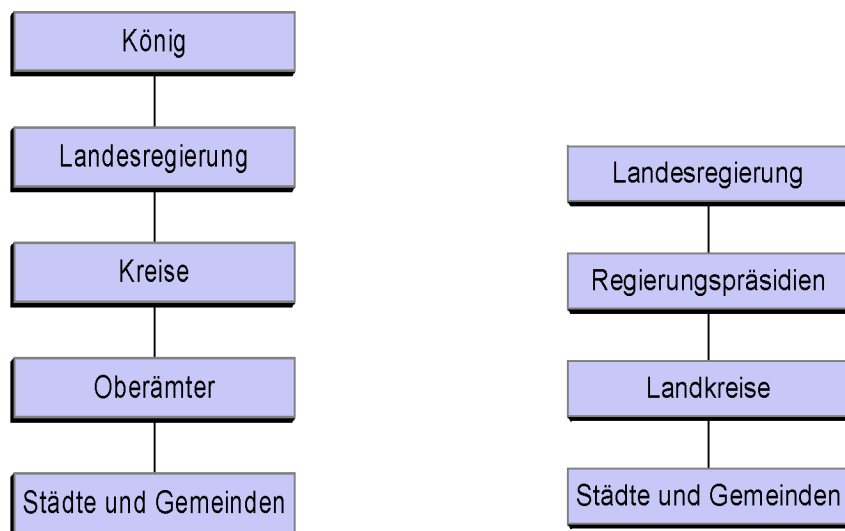 König
Landesregierung
Kreise
Oberämter
Städte und Gemeinden
Landesregierung
Regierungspräsidien
Landkreise
Städte und Gemeinden